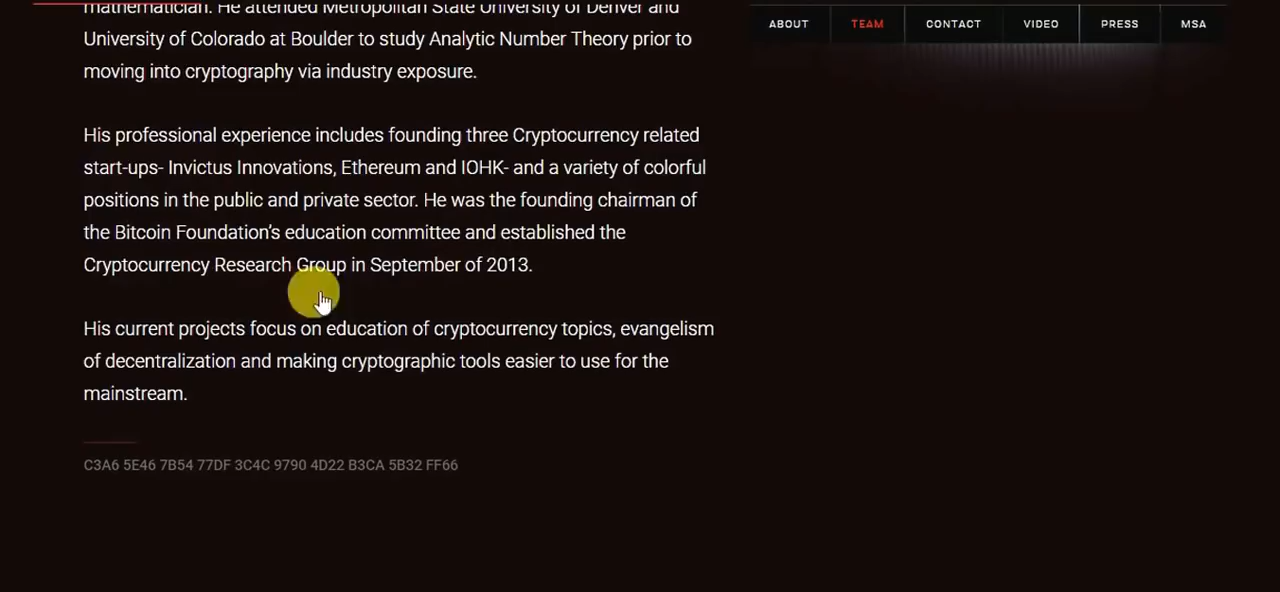 mathematician. He attended Metropolitan State University of Denver and
University of Colorado at Boulder to study Analytic Number Theory prior to
moving into cryptography via industry exposure.
His professional experience includes founding three Cryptocurrency related
start-ups- Invictus Innovations, Ethereum and IOHK- and a variety of colorful
positions in the public and private sector. He was the founding chairman of
the Bitcoin Foundation’s education committee and established the
Cryptocurrency Research Group in September of 2013.
His current projects focus on education of cryptocurrency topics, evangelism
of decentralization and making cryptographic tools easier to use for the
mainstream.
C3A6 5E46 7B54 77DF 3C4C 9790 4D22 B3CA 5B32 FF66
ABOUT TEAM CONTACT VIDEO PRESS MSA